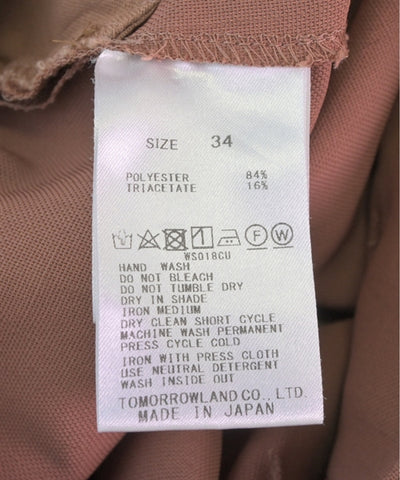 SIZE 34
POLYESTER 84%
TRIACETATE 16%
WS018CU
HAND WASH
DO NOT BLEACH
DO NOT TUMBLE DRY
DRY IN SHADE
IRON MEDIUM
DRY CLEAN SHORT CYCLE
MACHINE WASH PERMANENT
PRESS CYCLE COLD
IRON WITH PRESS CLOTH
USE NEUTRAL DETERGENT
WASH INSIDE OUT
TOMORROWLAND CO., LTD.
MADE IN JAPAN